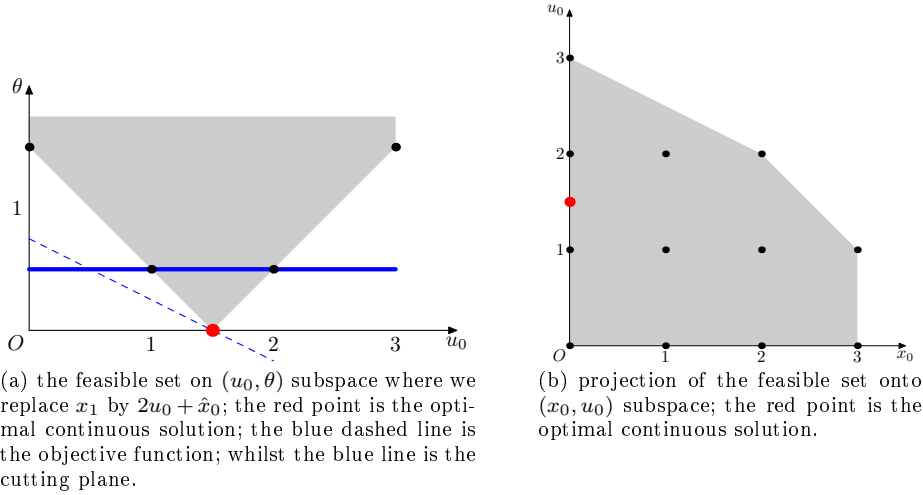 θ
1
O
1
2
3
u₀
(a) the feasible set on (u₀, θ) subspace where we
replace x₁ by 2u₀ + x̂₀; the red point is the opti-
mal continuous solution; the blue dashed line is
the objective function; whilst the blue line is the
cutting plane.
u₀
3
2
1
O
1
2
3
x₀
(b) projection of the feasible set onto
(x₀, u₀) subspace; the red point is the
optimal continuous solution.